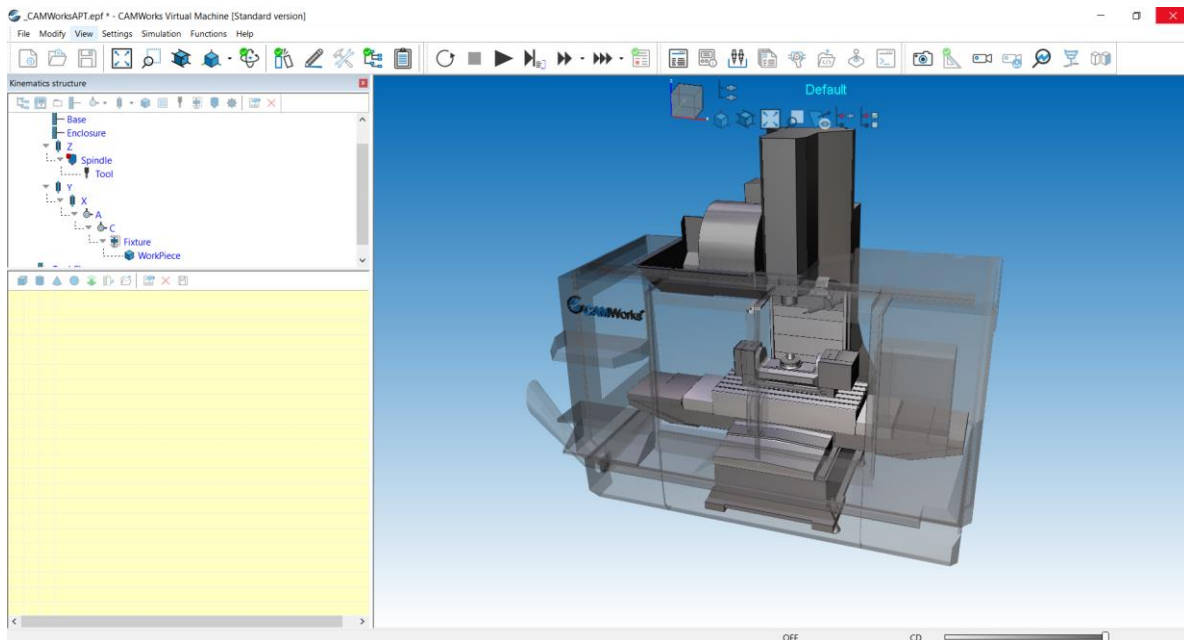 _CAMWorksAPT.epf * - CAMWorks Virtual Machine [Standard version]
File Modify View Settings Simulation Functions Help
Kinematics structure
Base
Enclosure
Z
Spindle
Tool
Y
X
A
C
Fixture
WorkPiece
Default
CAMWorks
OFF CD